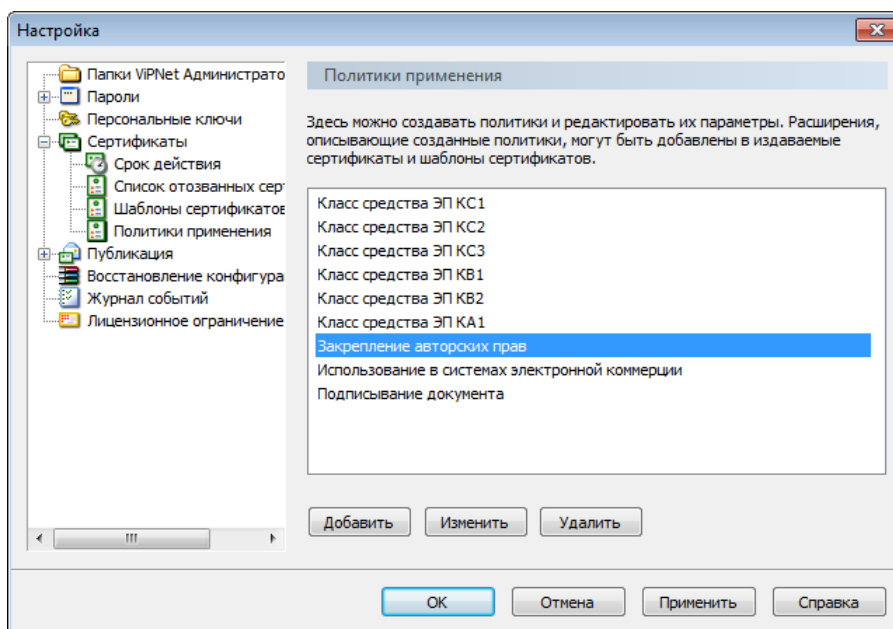 Настройка
Папки ViPNet Администрато
Пароли
Персональные ключи
Сертификаты
Срок действия
Список отозванных сер
Шаблоны сертификатов
Политики применения
Публикация
Восстановление конфигура
Журнал событий
Лицензионное ограничение
Политики применения
Здесь можно создавать политики и редактировать их параметры. Расширения,
описывающие созданные политики, могут быть добавлены в издаваемые
сертификаты и шаблоны сертификатов.
Класс средства ЭП КС1
Класс средства ЭП КС2
Класс средства ЭП КС3
Класс средства ЭП КВ1
Класс средства ЭП КВ2
Класс средства ЭП КА1
Закрепление авторских прав
Использование в системах электронной коммерции
Подписывание документа
Добавить Изменить Удалить
ОК Отмена Применить Справка